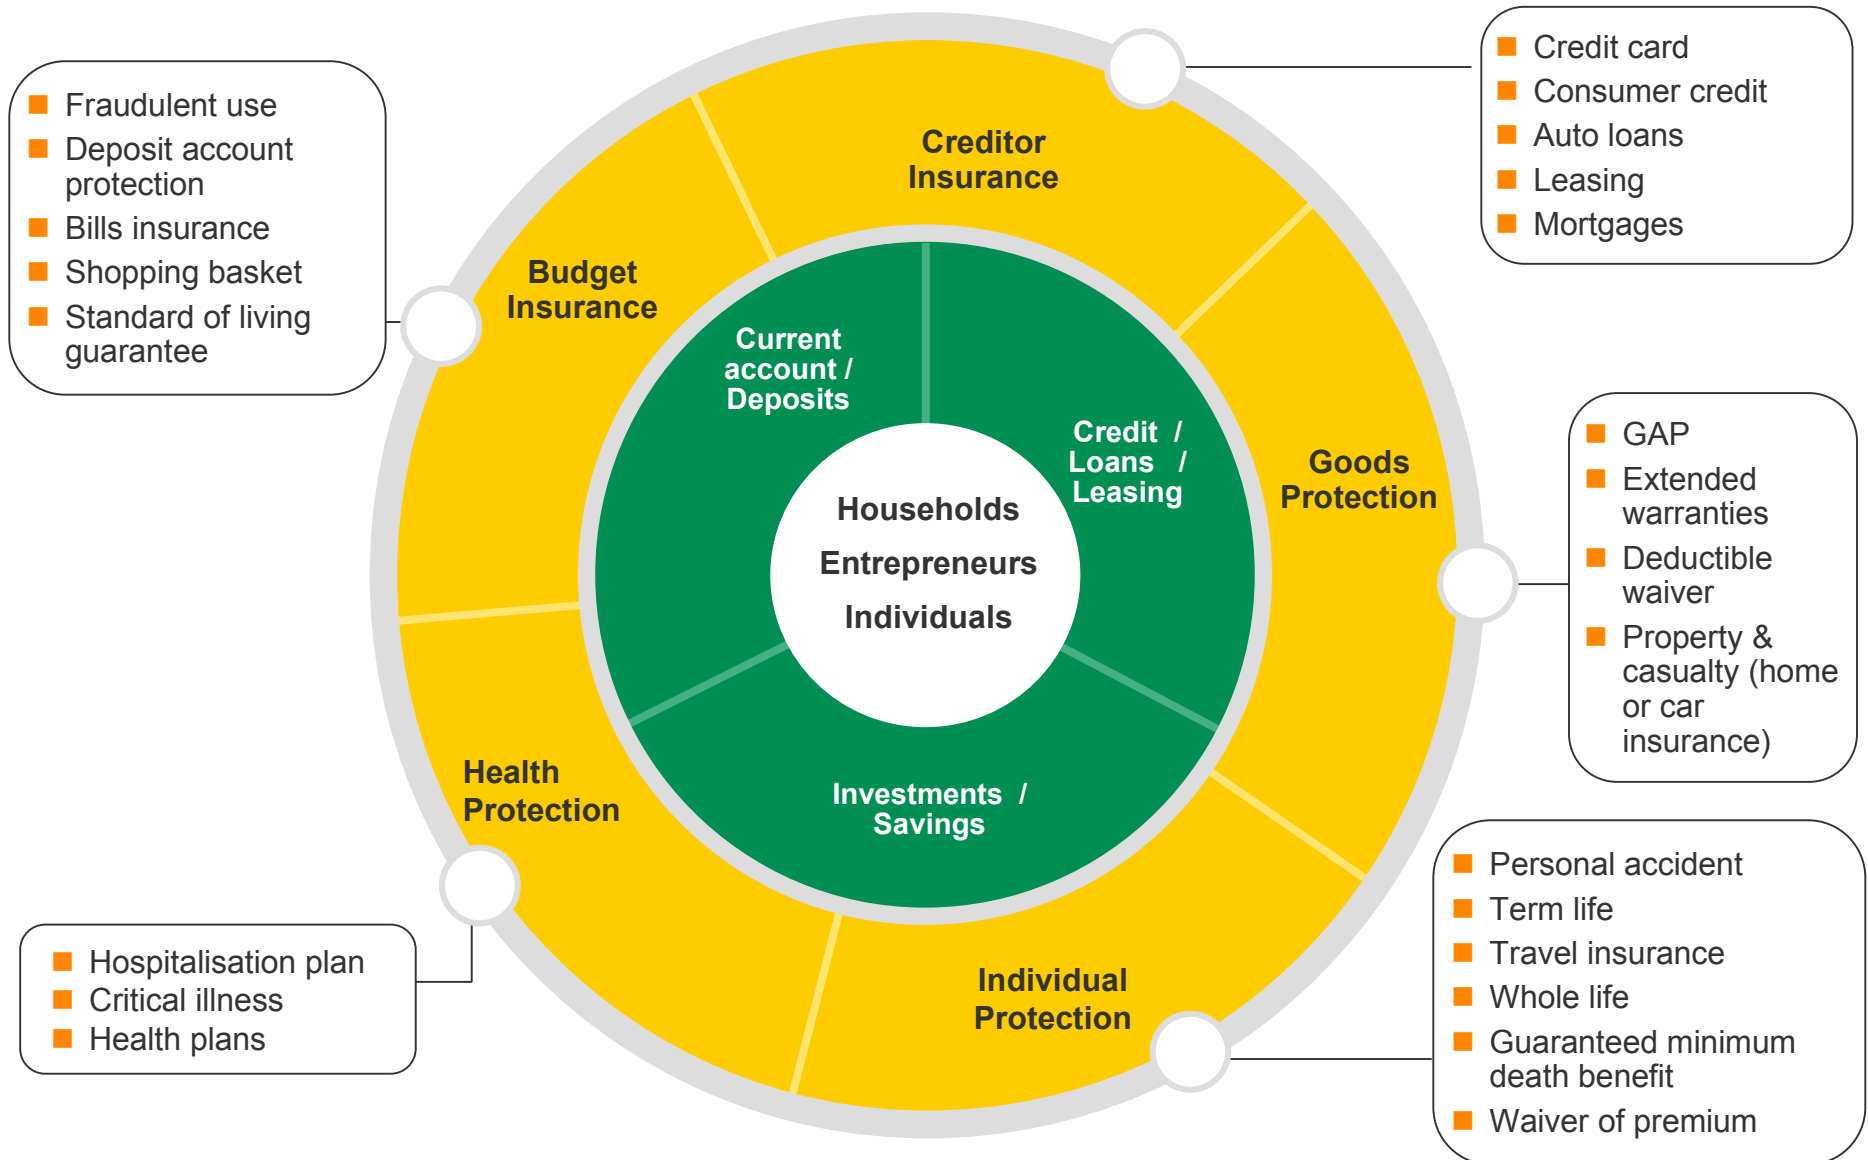 Fraudulent use
Deposit account
protection
Bills insurance
Shopping basket
Standard of living
guarantee
Credit card
Consumer credit
Auto loans
Leasing
Mortgages
Creditor
Insurance
Budget
Insurance
Current
account /
Deposits
Credit /
Loans /
Leasing
Goods
Protection
Households
Entrepreneurs
Individuals
GAP
Extended
warranties
Deductible
waiver
Property &
casualty (home
or car
insurance)
Health
Protection
Investments /
Savings
Hospitalisation plan
Critical illness
Health plans
Individual
Protection
Personal accident
Term life
Travel insurance
Whole life
Guaranteed minimum
death benefit
Waiver of premium